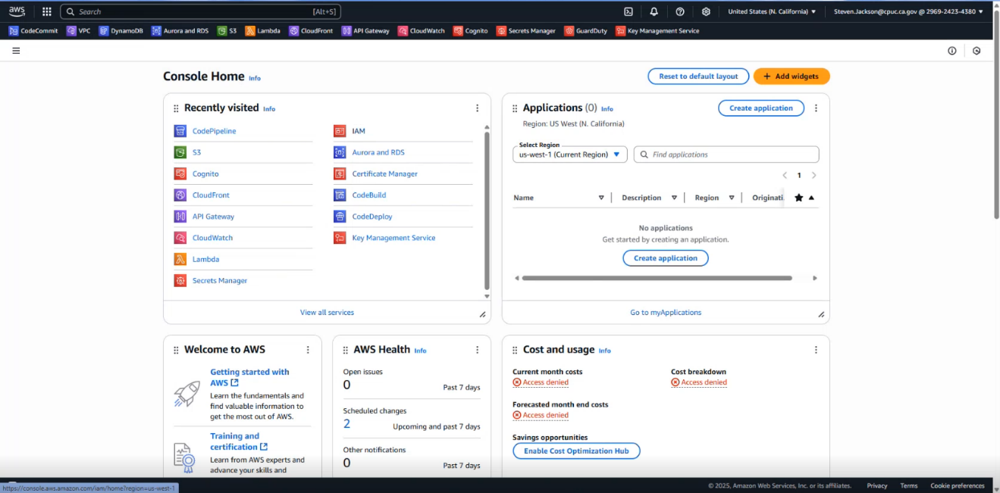 aws
Search [Alt+S]
United States (N. California) ▼ Steven.Jackson@cpuc.ca.gov @ 2969-2423-4380 ▼
CodeCommit VPC DynamoDB Aurora and RDS S3 Lambda CloudFront API Gateway CloudWatch Cognito Secrets Manager GuardDuty Key Management Service
Console Home Info
Reset to default layout
+ Add widgets
Recently visited Info
CodePipeline
S3
Cognito
CloudFront
API Gateway
CloudWatch
Lambda
Secrets Manager
IAM
Aurora and RDS
Certificate Manager
CodeBuild
CodeDeploy
Key Management Service
View all services
Applications (0) Info
Create application
Region: US West (N. California)
Select Region
us-west-1 (Current Region)
Find applications
1
Name Description Region Originati
No applications
Get started by creating an application.
Create application
Go to myApplications
Welcome to AWS
Getting started with
AWS
Learn the fundamentals and
find valuable information to
get the most out of AWS.
Training and
certification
Learn from AWS experts and
advance your skills and
AWS Health Info
Open issues
0 Past 7 days
Scheduled changes
2 Upcoming and past 7 days
Other notifications
0 Past 7 days
Cost and usage Info
Current month costs
Access denied
Forecasted month end costs
Access denied
Savings opportunities
Enable Cost Optimization Hub
Cost breakdown
Access denied
https://console.aws.amazon.com/iam/home?region=us-west-1
© 2025, Amazon Web Services, Inc. or its affiliates. Privacy Terms Cookie preferences